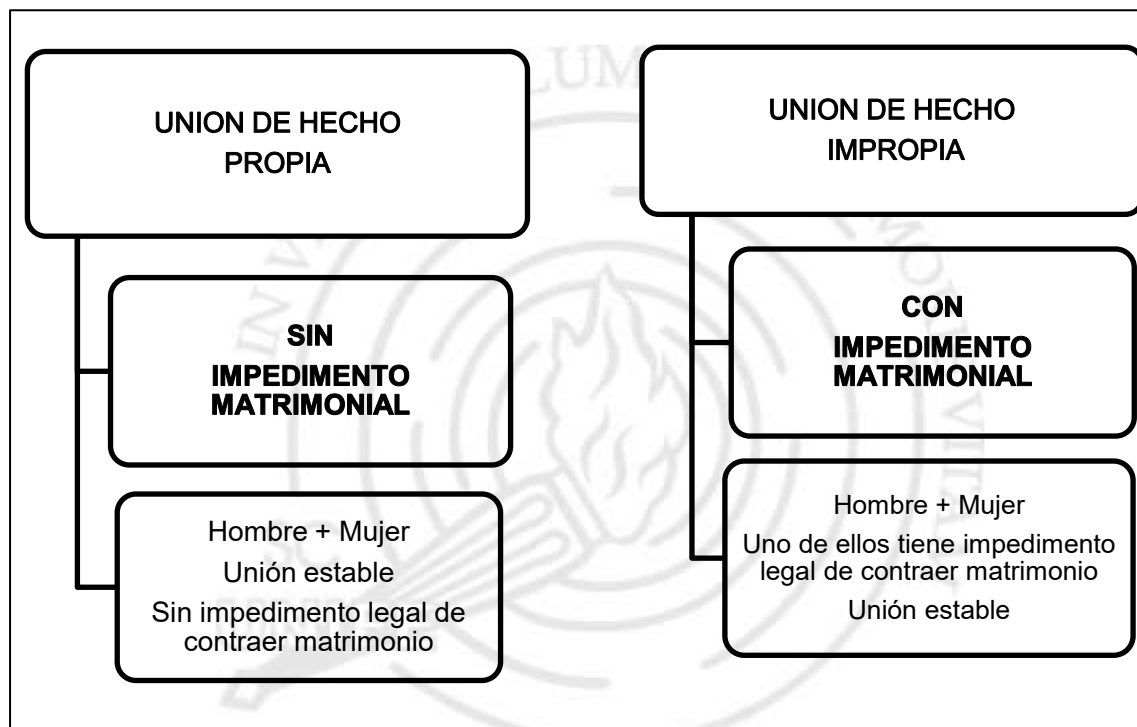 UNION DE HECHO
PROPIA
SIN
IMPEDIMENTO
MATRIMONIAL
Hombre + Mujer
Unión estable
Sin impedimento legal de
contraer matrimonio
UNION DE HECHO
IMPROPIA
CON
IMPEDIMENTO
MATRIMONIAL
Hombre + Mujer
Uno de ellos tiene impedimento
legal de contraer matrimonio
Unión estable